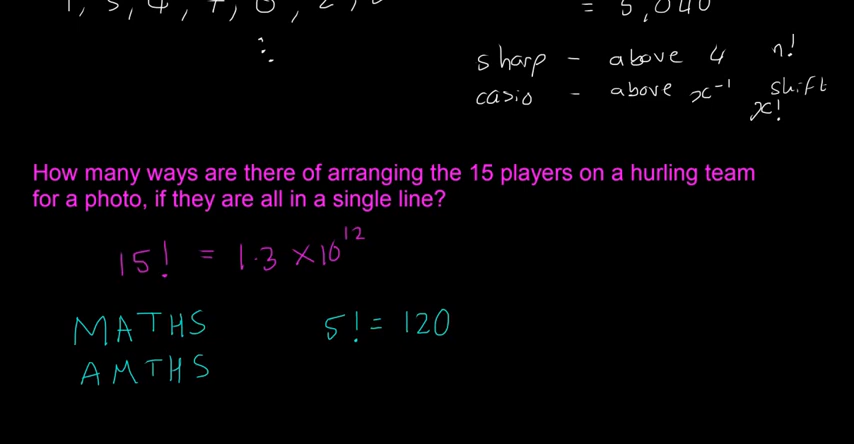 = 5,040
∴
sharp - above 4 n!
casio - above x⁻¹ shift
x!
How many ways are there of arranging the 15 players on a hurling team
for a photo, if they are all in a single line?
15! = 1.3 × 10¹²
MATHS 5! = 120
AMTHS